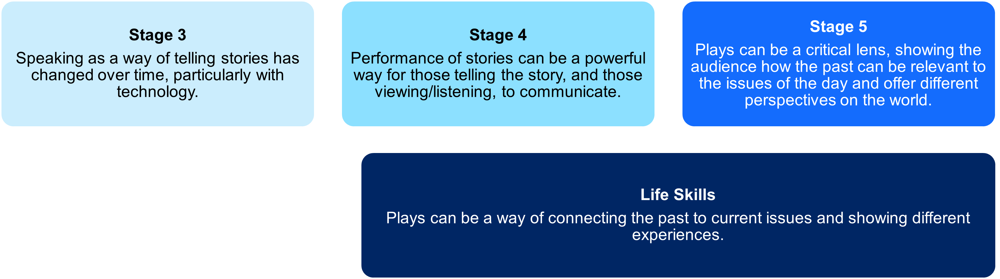 Stage 3
Speaking as a way of telling stories has
changed over time, particularly with
technology.
Stage 4
Performance of stories can be a powerful
way for those telling the story, and those
viewing/listening, to communicate.
Stage 5
Plays can be a critical lens, showing the
audience how the past can be relevant to
the issues of the day and offer different
perspectives on the world.
Life Skills
Plays can be a way of connecting the past to current issues and showing different
experiences.